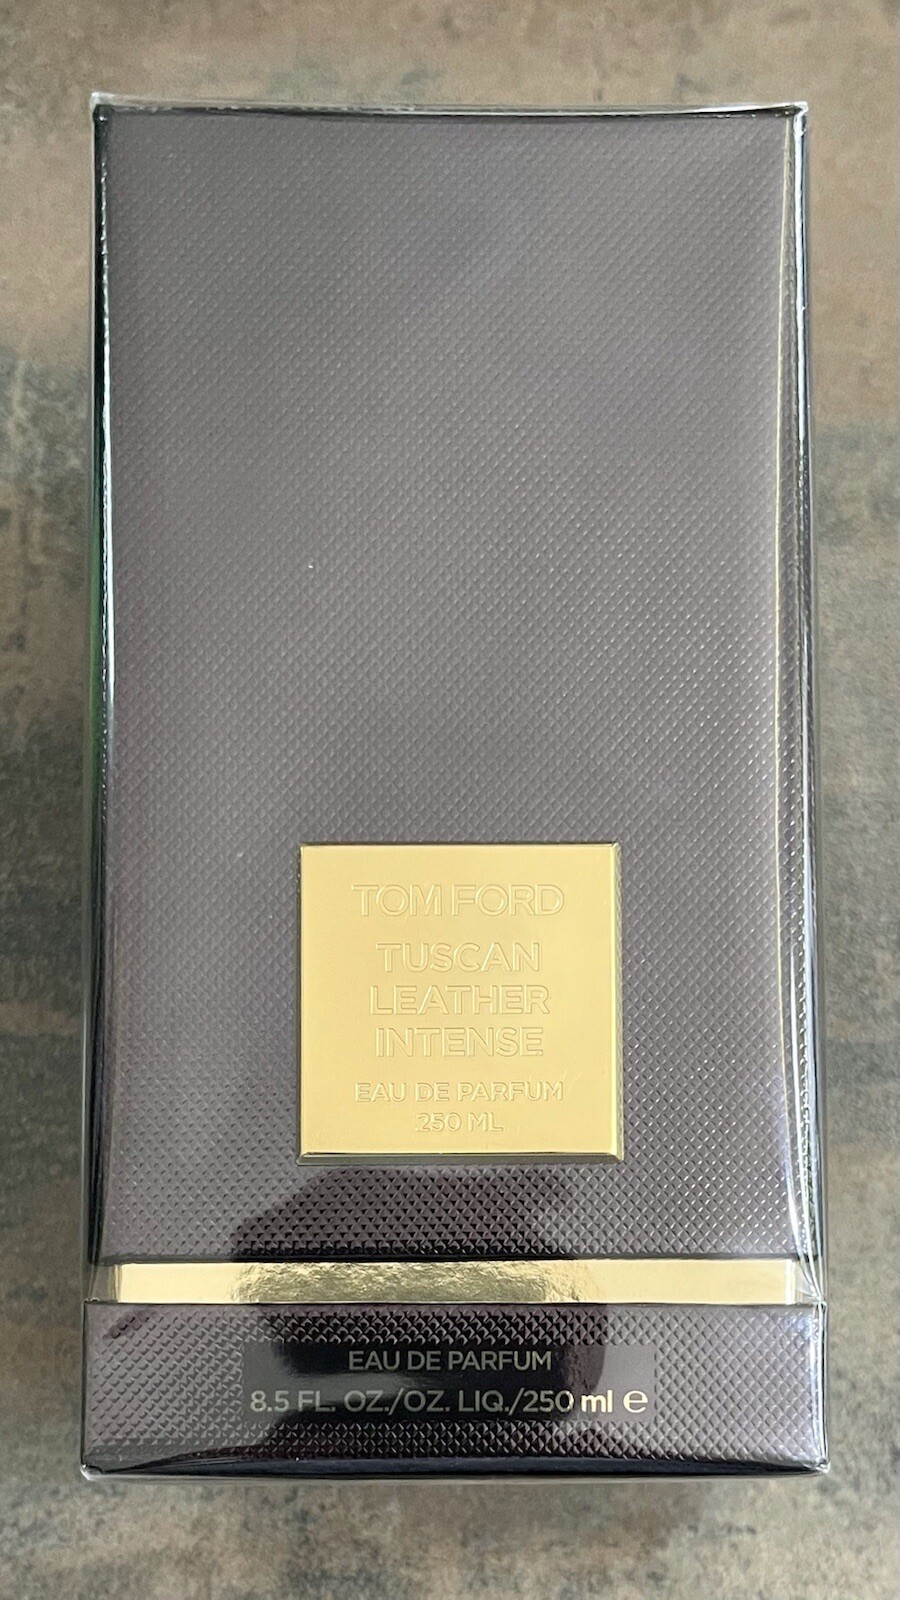 TOM FORD
TUSCAN
LEATHER
INTENSE
EAU DE PARFUM
250 ML
EAU DE PARFUM
8.5 FL. OZ./OZ. LIQ./250 ml ℮